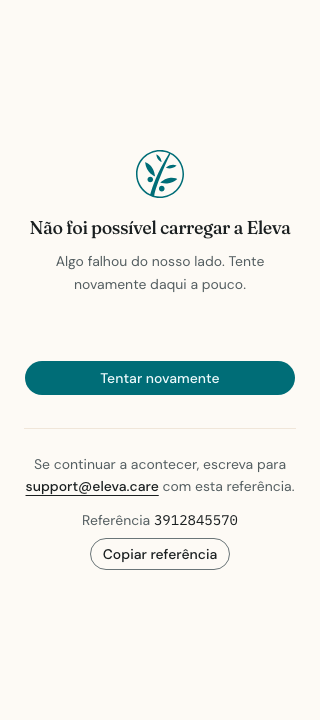 Não foi possível carregar a Eleva
Algo falhou do nosso lado. Tente
novamente daqui a pouco.
Tentar novamente
Se continuar a acontecer, escreva para
support@eleva.care com esta referência.
Referência 3912845570
Copiar referência